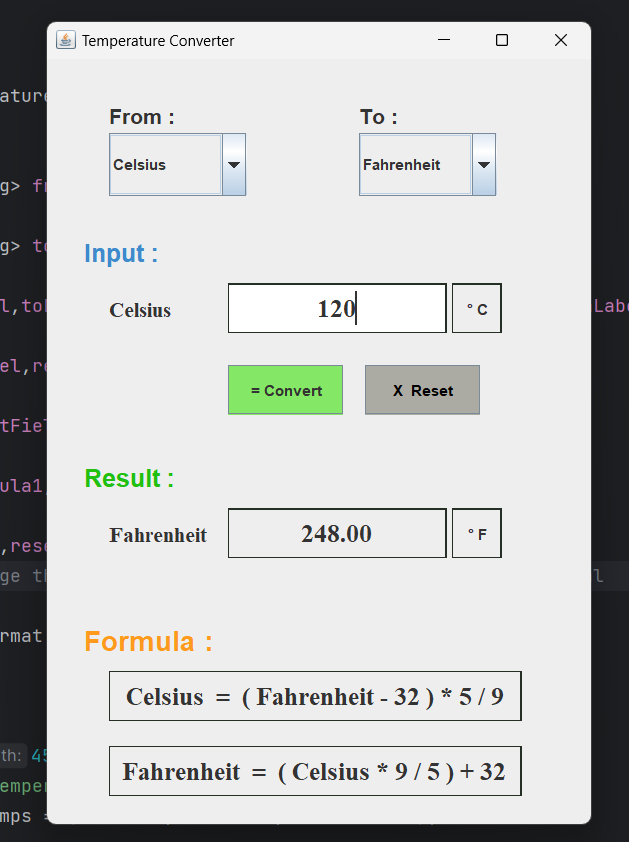 Temperature Converter
From :
To :
Celsius
Fahrenheit
Input :
Celsius
120
° C
= Convert
X Reset
Result :
Fahrenheit
248.00
° F
Formula :
Celsius = ( Fahrenheit - 32 ) * 5 / 9
Fahrenheit = ( Celsius * 9 / 5 ) + 32